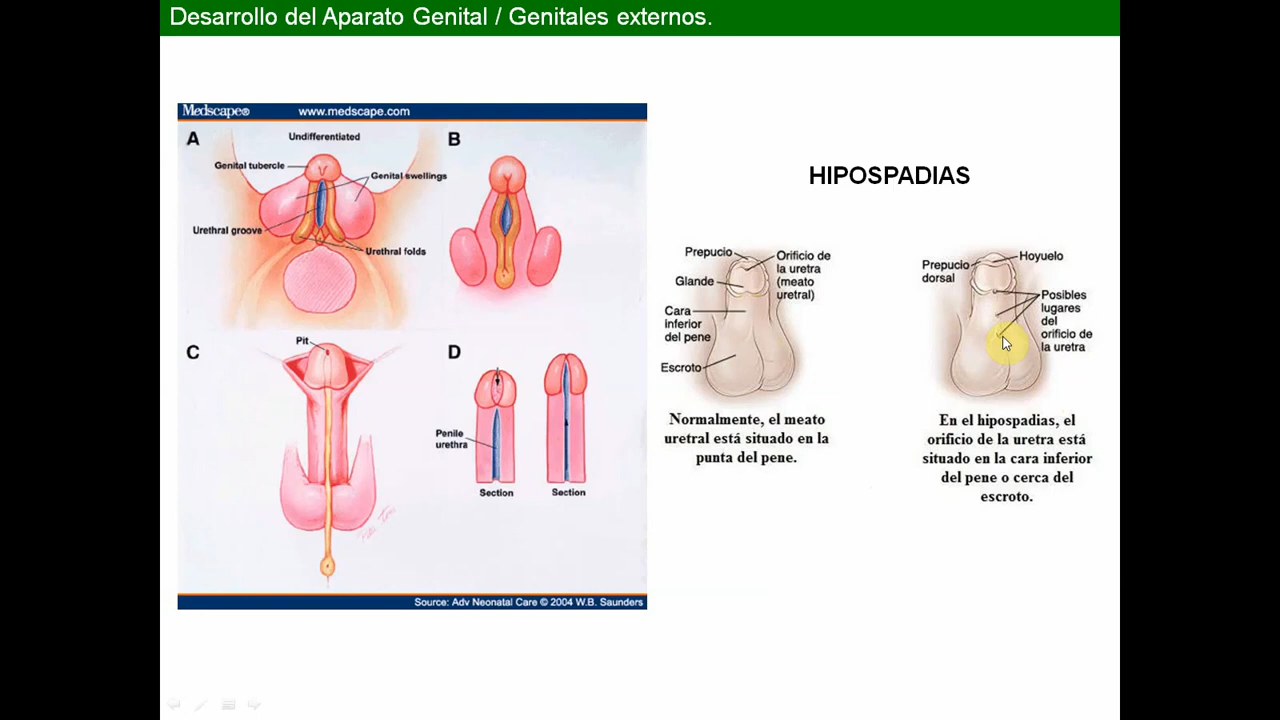 Desarrollo del Aparato Genital / Genitales externos.
Medscape® www.medscape.com
A
Undifferentiated
Genital tubercle
Genital swellings
Urethral groove
Urethral folds
B
C
Pit
D
Penile
urethra
Section
Section
Source: Adv Neonatal Care © 2004 W.B. Saunders
HIPOSPADIAS
Prepucio
Orificio de
la uretra
(meato
uretral)
Glande
Cara
inferior
del pene
Escroto
Normalmente, el meato
uretral está situado en la
punta del pene.
Prepucio
dorsal
Hoyuelo
Posibles
lugares
del
orificio de
la uretra
En el hipospadias, el
orificio de la uretra está
situado en la cara inferior
del pene o cerca del
escroto.